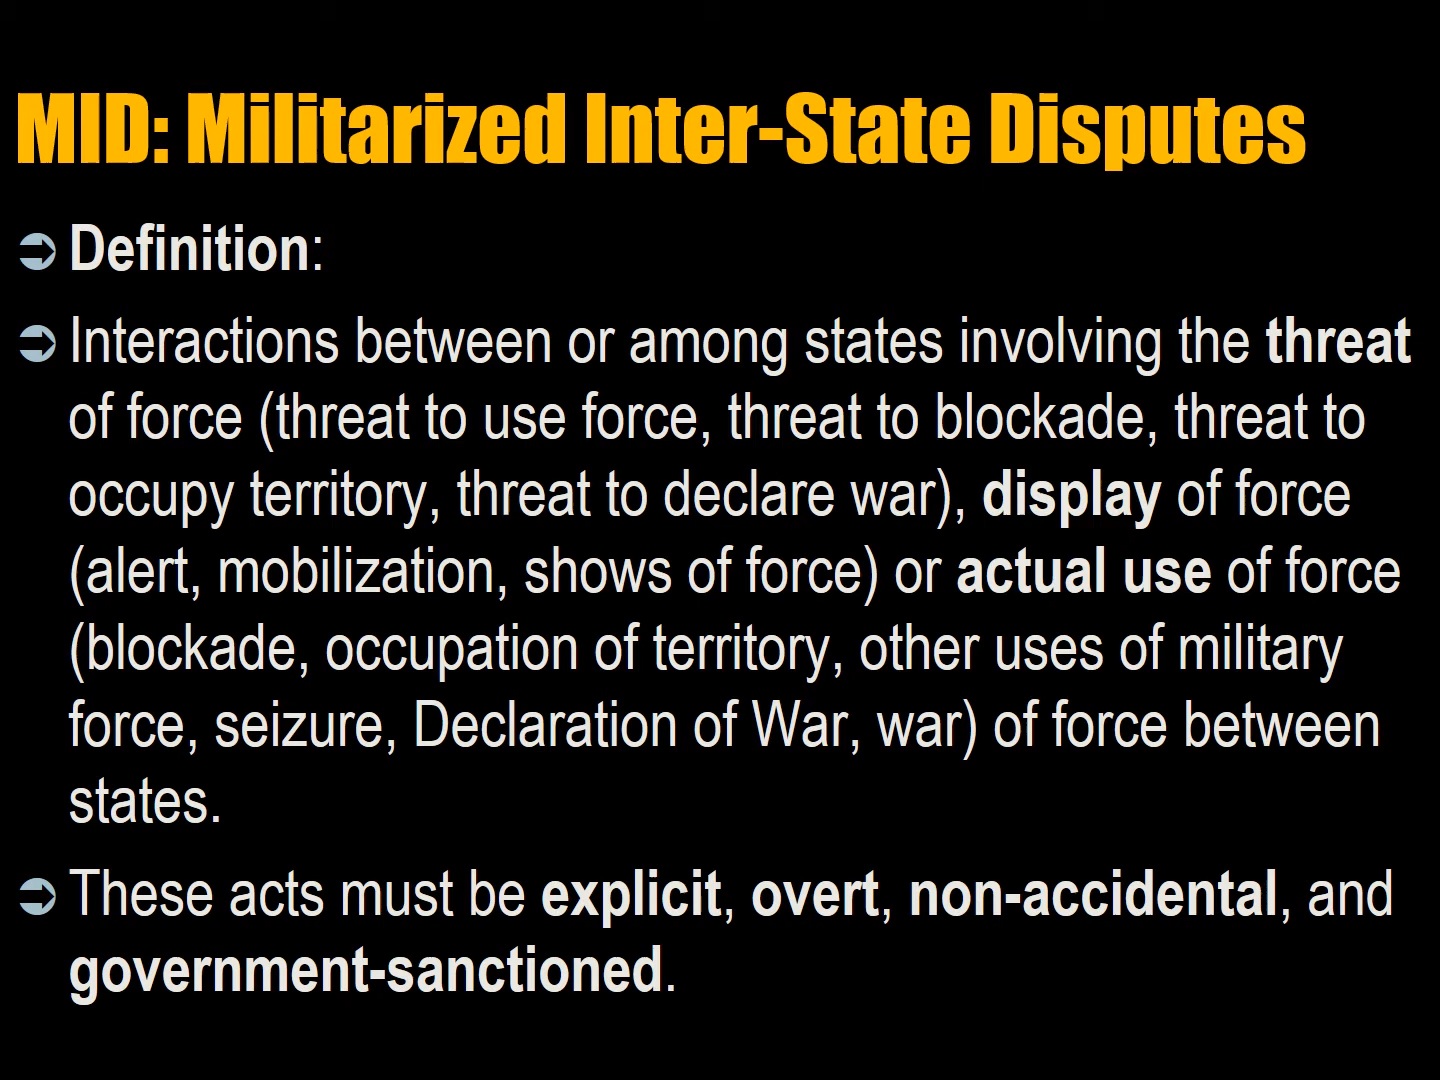 MID: Militarized Inter-State Disputes
Definition:
Interactions between or among states involving the threat
of force (threat to use force, threat to blockade, threat to
occupy territory, threat to declare war), display of force
(alert, mobilization, shows of force) or actual use of force
(blockade, occupation of territory, other uses of military
force, seizure, Declaration of War, war) of force between
states.
These acts must be explicit, overt, non-accidental, and
government-sanctioned.